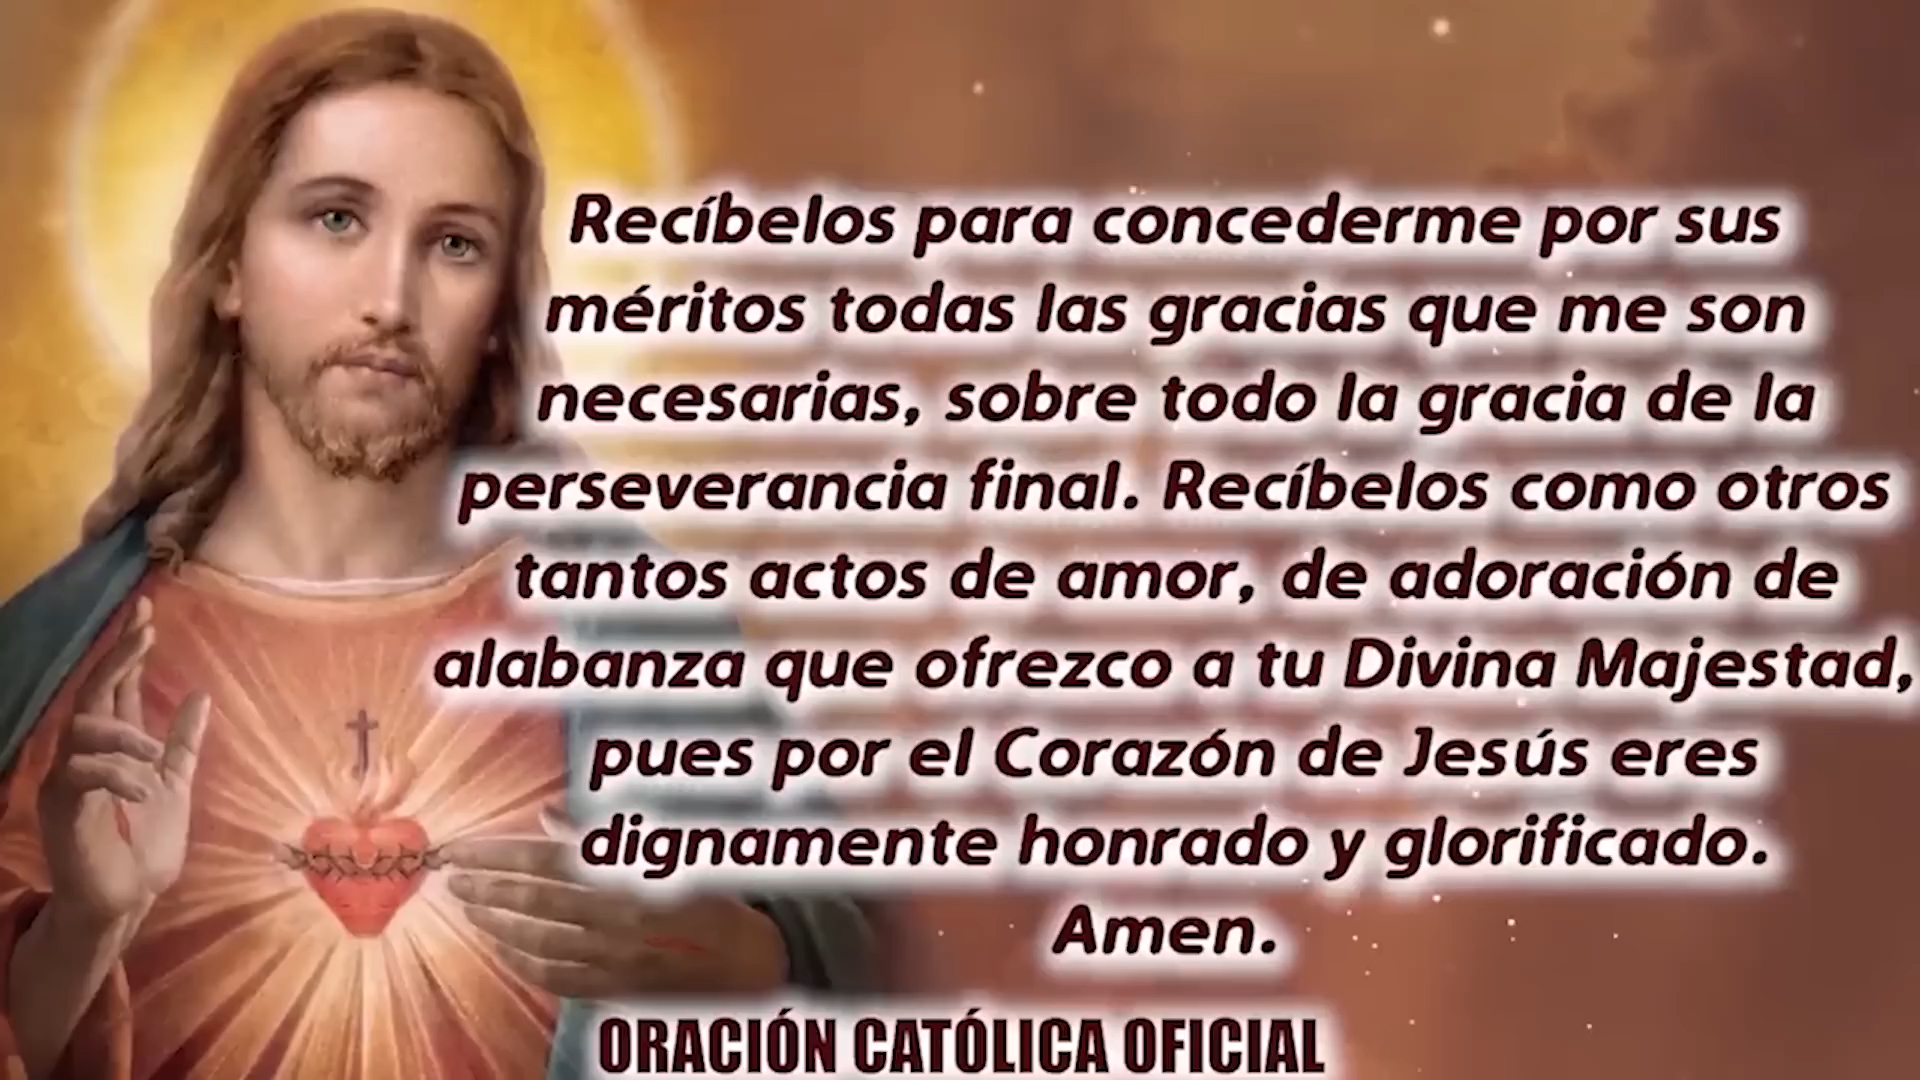 Recíbelos para concederme por sus
méritos todas las gracias que me son
necesarias, sobre todo la gracia de la
perseverancia final. Recíbelos como otros
tantos actos de amor, de adoración de
alabanza que ofrezco a tu Divina Majestad,
pues por el Corazón de Jesús eres
dignamente honrado y glorificado.
Amen.
ORACIÓN CATÓLICA OFICIAL